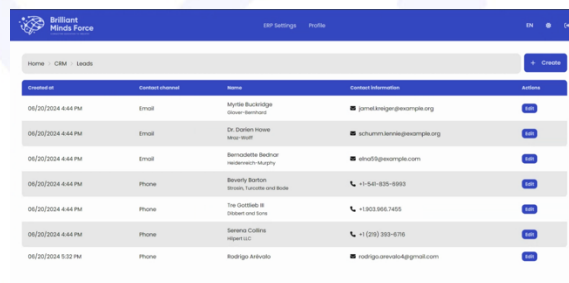 Brilliant
Minds Force
ERP Settings Profile EN
Home > CRM > Leads + Create
Created at Contact channel Name Contact information Actions
06/20/2024 4:44 PM Email Myrtie Buckridge jamel.kreiger@example.org Edit
Glover-Bernhard
06/20/2024 4:44 PM Email Dr. Darien Howe schumm.lennie@example.org Edit
Mraz-Wolff
06/20/2024 4:44 PM Email Bernadette Bednar elna59@example.com Edit
Heidenreich-Murphy
06/20/2024 4:44 PM Phone Beverly Barton +1-541-835-6993 Edit
Stracke, Turcotte and Bode
06/20/2024 4:44 PM Phone Tre Gottlieb III +1.903.966.7455 Edit
Dibbert and Sons
06/20/2024 4:44 PM Phone Serena Collins +1 (219) 393-6716 Edit
Hilpert LLC
06/20/2024 5:32 PM Phone Rodrigo Arévalo rodrigo.arevalo4@gmail.com Edit